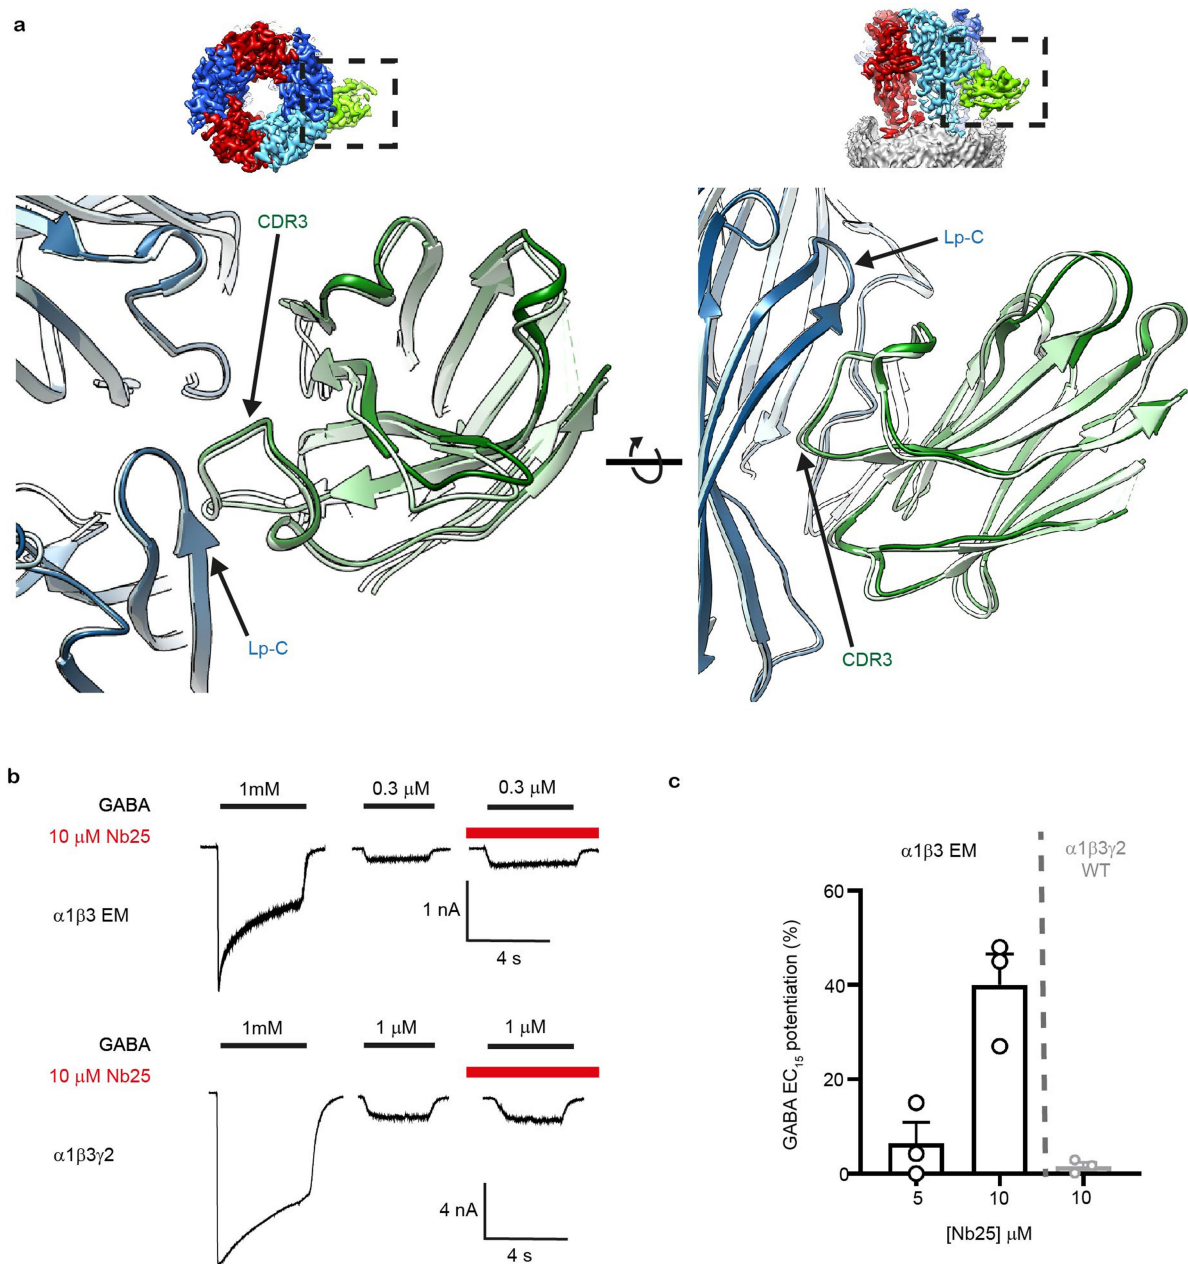 a
CDR3
Lp-C
Lp-C
CDR3
b
GABA 1mM 0.3 μM 0.3 μM
10 μM Nb25
α1β3 EM
1 nA
4 s
GABA 1mM 1 μM 1 μM
10 μM Nb25
α1β3γ2
4 nA
4 s
c
α1β3 EM
α1β3γ2
WT
GABA EC15 potentiation (%)
60
40
20
0
5 10 10
[Nb25] μM